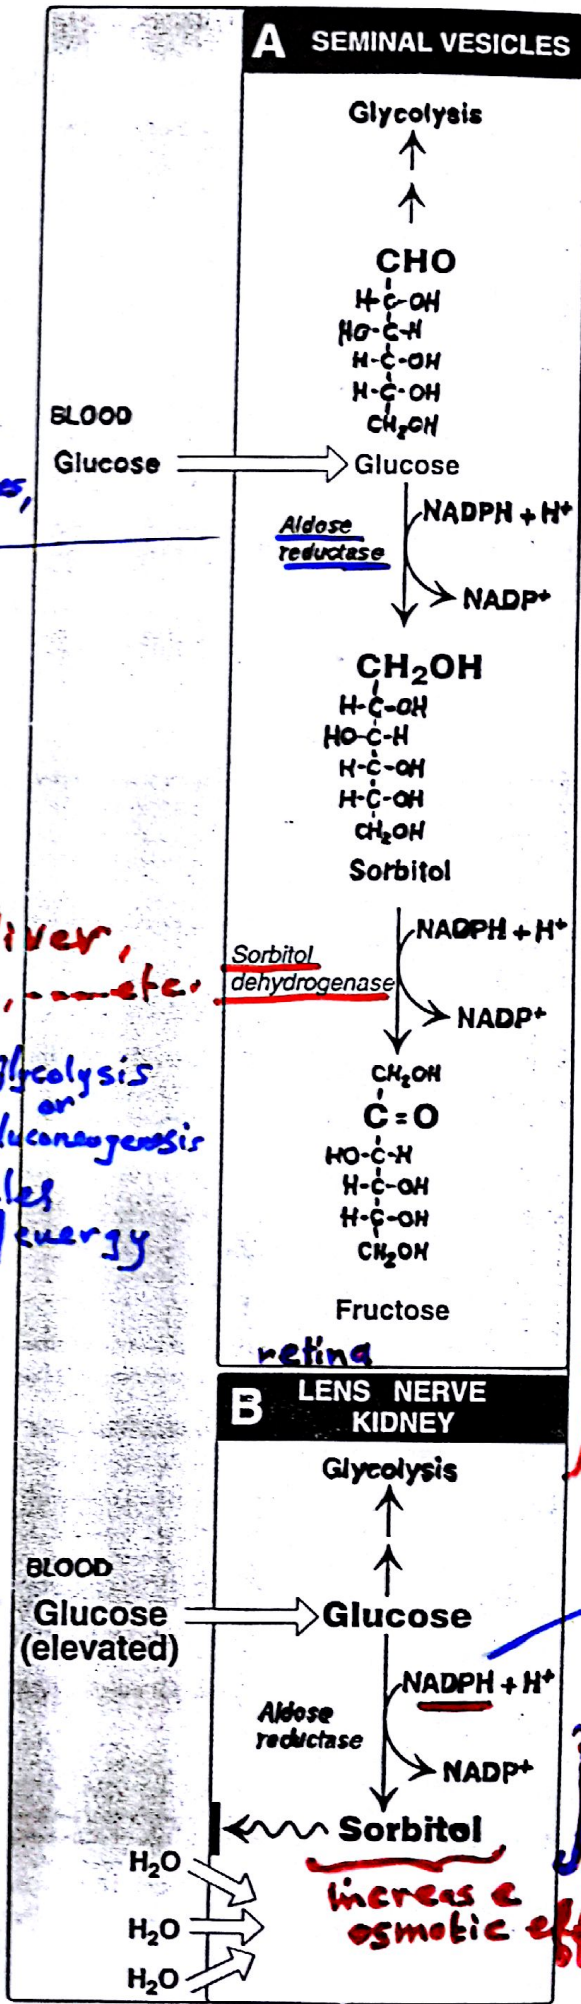 A SEMINAL VESICLES
Glycolysis
CHO
H-C-OH
HO-C-H
H-C-OH
H-C-OH
CH₂OH
BLOOD
Glucose
Glucose
NADPH + H⁺
Aldose
reductase
NADP⁺
CH₂OH
H-C-OH
HO-C-H
H-C-OH
H-C-OH
CH₂OH
Sorbitol
NADPH + H⁺
Sorbitol
dehydrogenase
etc.
NADP⁺
CH₂OH
C=O
HO-C-H
H-C-OH
H-C-OH
CH₂OH
or
energy
Fructose
retina
B LENS NERVE
KIDNEY
Glycolysis
BLOOD
Glucose
(elevated)
Glucose
NADPH + H⁺
Aldose
reductase
NADP⁺
Sorbitol
H₂O
H₂O
H₂O
increase
osmotic